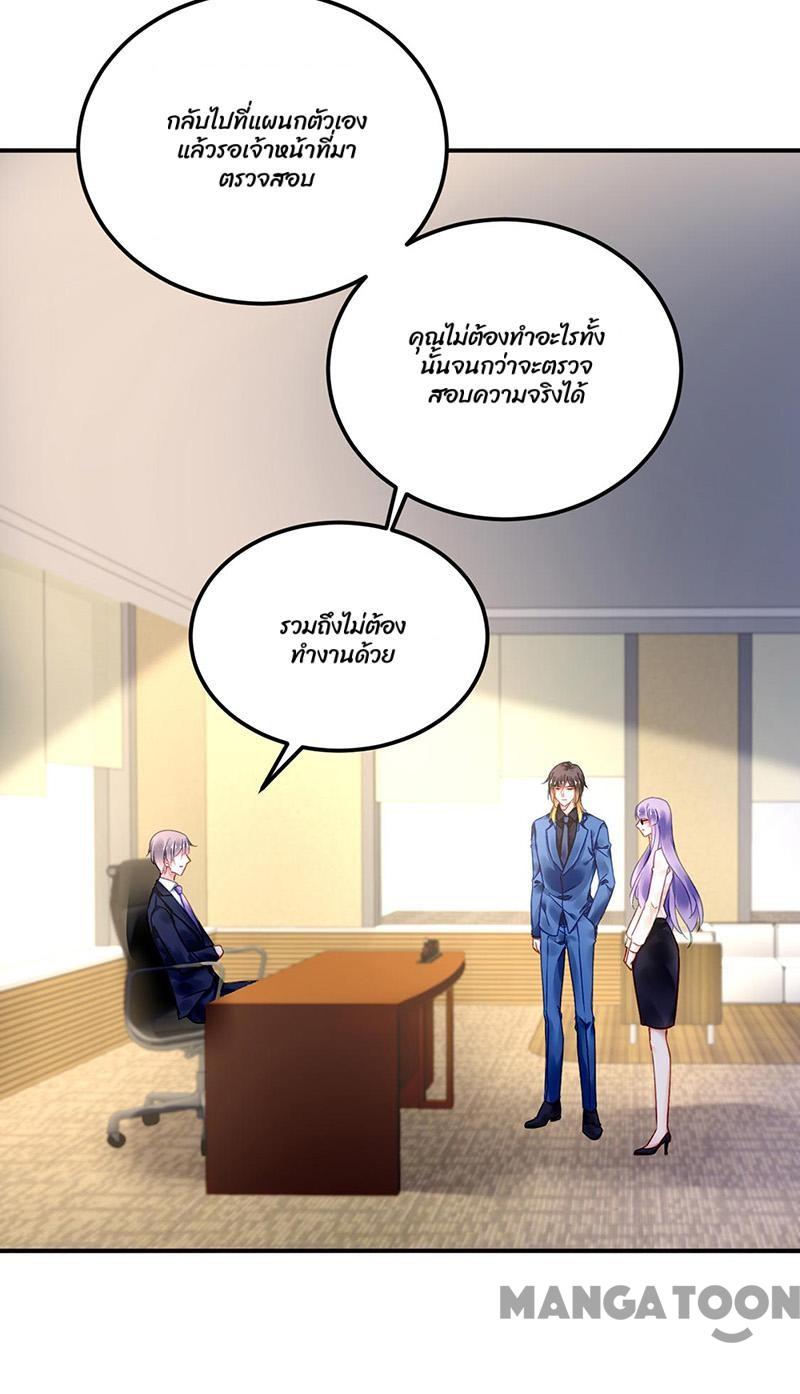 กลับไปที่แผนกตัวเอง
แล้วรอเจ้าหน้าที่มา
ตรวจสอบ
คุณไม่ต้องทำอะไรทั้ง
นั้นจนกว่าจะตรวจ
สอบความจริงได้
รวมถึงไม่ต้อง
ทำงานด้วย
MANGATOON